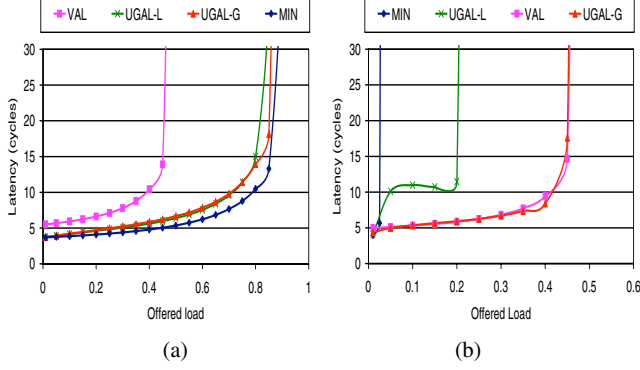 VAL UGAL-L UGAL-G MIN
MIN UGAL-L VAL UGAL-G
30
25
20
15
10
5
0
Latency (cycles)
0 0.2 0.4 0.6 0.8 1
Offered load
(a)
30
25
20
15
10
5
0
Latency (cycles)
0 0.1 0.2 0.3 0.4 0.5 0.6
Offered Load
(b)